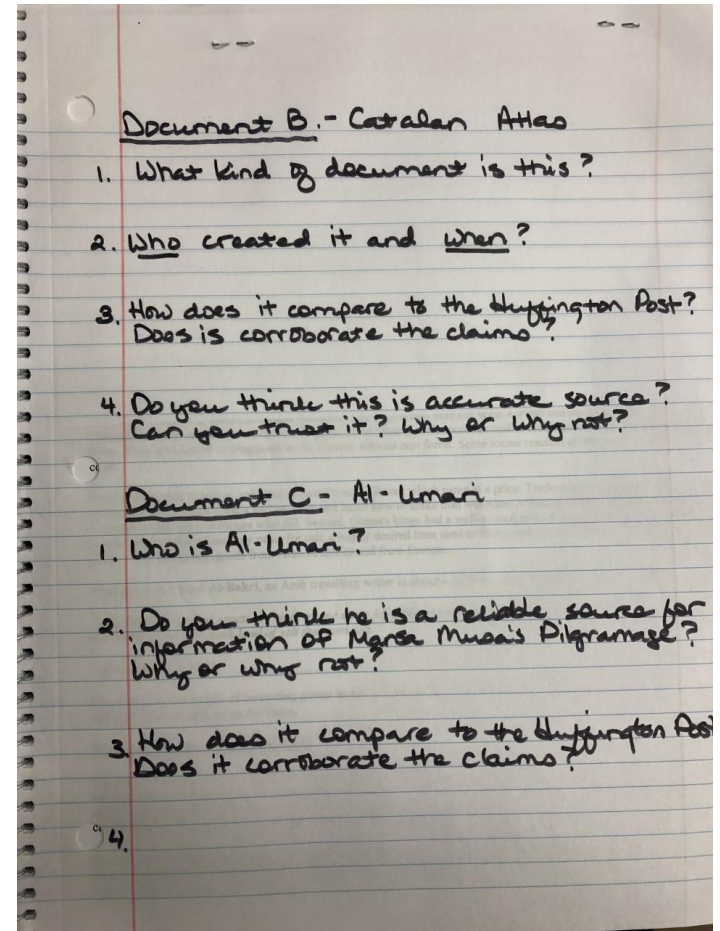 Document B. - Catalan Atlas
1. What kind of document is this?
2. Who created it and when?
3. How does it compare to the Huffington Post?
Does is corroborate the claims?
4. Do you think this is accurate source?
Can you trust it? Why or why not?
Document C - Al-Umari
1. Who is Al-Umari?
2. Do you think he is a reliable source for
information of Mansa Musa's Pilgramage?
Why or why not?
3. How does it compare to the Huffington Post
Does it corroborate the claims?
4.